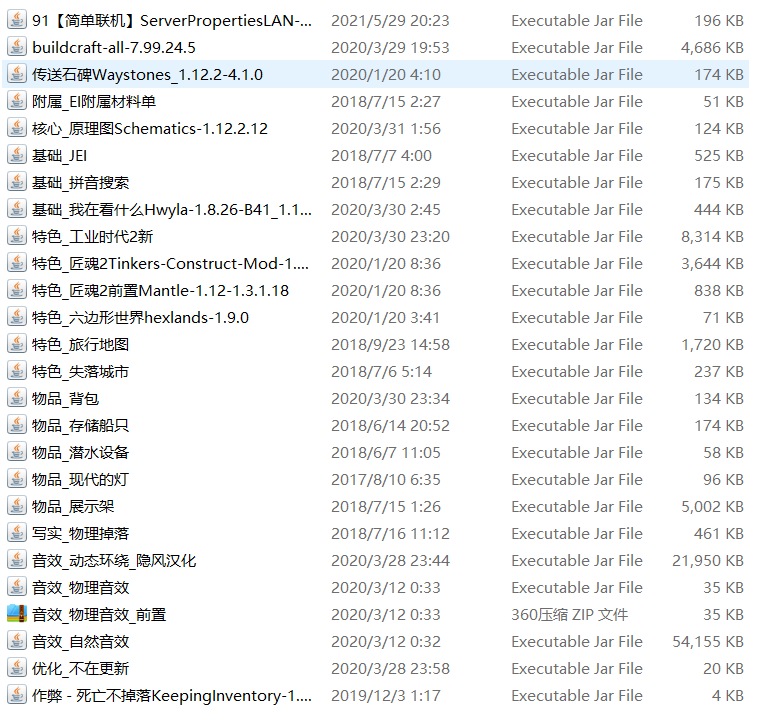 91【简单联机】ServerPropertiesLAN-... 2021/5/29 20:23 Executable Jar File 196 KB
buildcraft-all-7.99.24.5 2020/3/29 19:53 Executable Jar File 4,686 KB
传送石碑Waystones_1.12.2-4.1.0 2020/1/20 4:10 Executable Jar File 174 KB
附属_EI附属材料单 2018/7/15 2:27 Executable Jar File 51 KB
核心_原理图Schematics-1.12.2.12 2020/3/31 1:56 Executable Jar File 124 KB
基础_JEI 2018/7/7 4:00 Executable Jar File 525 KB
基础_拼音搜索 2018/7/15 2:29 Executable Jar File 175 KB
基础_我在看什么Hwyla-1.8.26-B41_1.1... 2020/3/30 2:45 Executable Jar File 444 KB
特色_工业时代2新 2020/3/30 23:20 Executable Jar File 8,314 KB
特色_匠魂2Tinkers-Construct-Mod-1.... 2020/1/20 8:36 Executable Jar File 3,644 KB
特色_匠魂2前置Mantle-1.12-1.3.1.18 2020/1/20 8:36 Executable Jar File 838 KB
特色_六边形世界hexlands-1.9.0 2020/1/20 3:41 Executable Jar File 71 KB
特色_旅行地图 2018/9/23 14:58 Executable Jar File 1,720 KB
特色_失落城市 2018/7/6 5:14 Executable Jar File 237 KB
物品_背包 2020/3/30 23:34 Executable Jar File 134 KB
物品_存储船只 2018/6/14 20:52 Executable Jar File 174 KB
物品_潜水设备 2018/6/7 11:05 Executable Jar File 58 KB
物品_现代的灯 2017/8/10 6:35 Executable Jar File 96 KB
物品_展示架 2018/7/15 1:26 Executable Jar File 5,002 KB
写实_物理掉落 2018/7/16 11:12 Executable Jar File 461 KB
音效_动态环绕_隐风汉化 2020/3/28 23:44 Executable Jar File 21,950 KB
音效_物理音效 2020/3/12 0:33 Executable Jar File 35 KB
音效_物理音效_前置 2020/3/12 0:33 360压缩 ZIP 文件 35 KB
音效_自然音效 2020/3/12 0:32 Executable Jar File 54,155 KB
优化_不在更新 2020/3/28 23:58 Executable Jar File 20 KB
作弊 - 死亡不掉落KeepingInventory-1.... 2019/12/3 1:17 Executable Jar File 4 KB